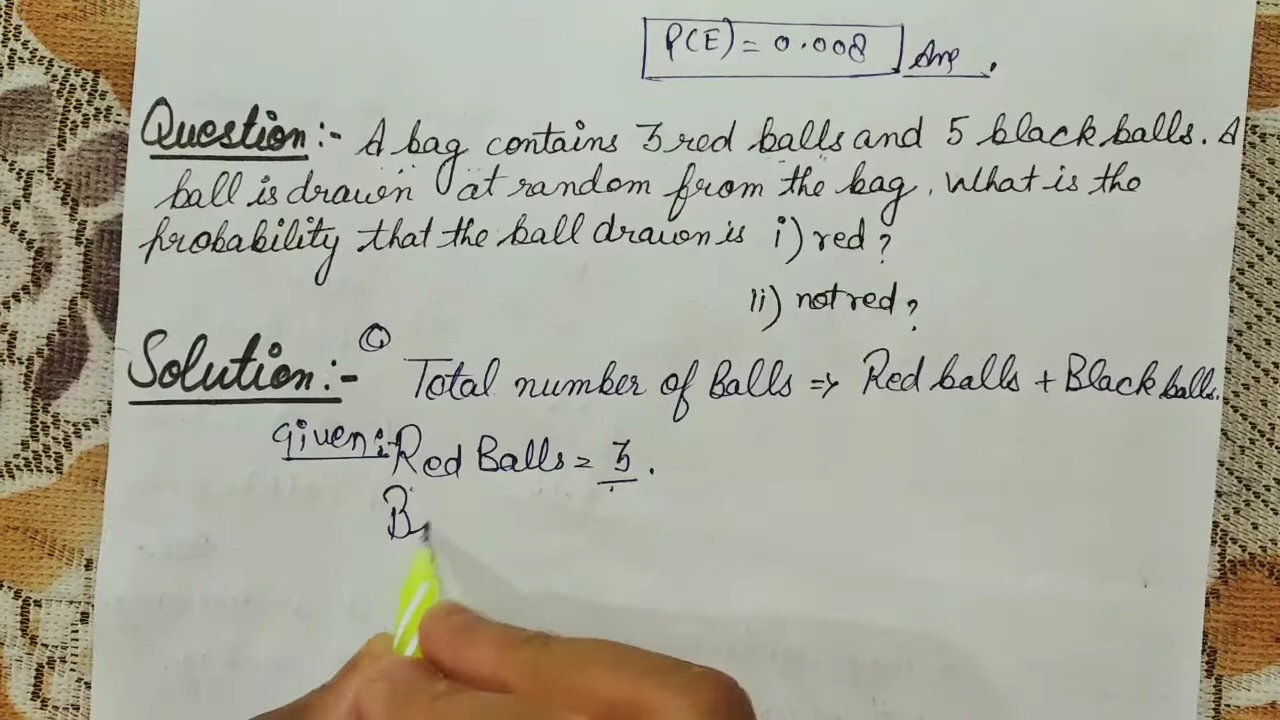 P(E) = 0.008 Ans.
Question:- A bag contains 3 red balls and 5 black balls. A
ball is drawn at random from the bag. What is the
probability that the ball drawn is i) red?
ii) not red?
Solution:- Total number of Balls => Red balls + Black balls.
Given:- Red Balls = 3.
B